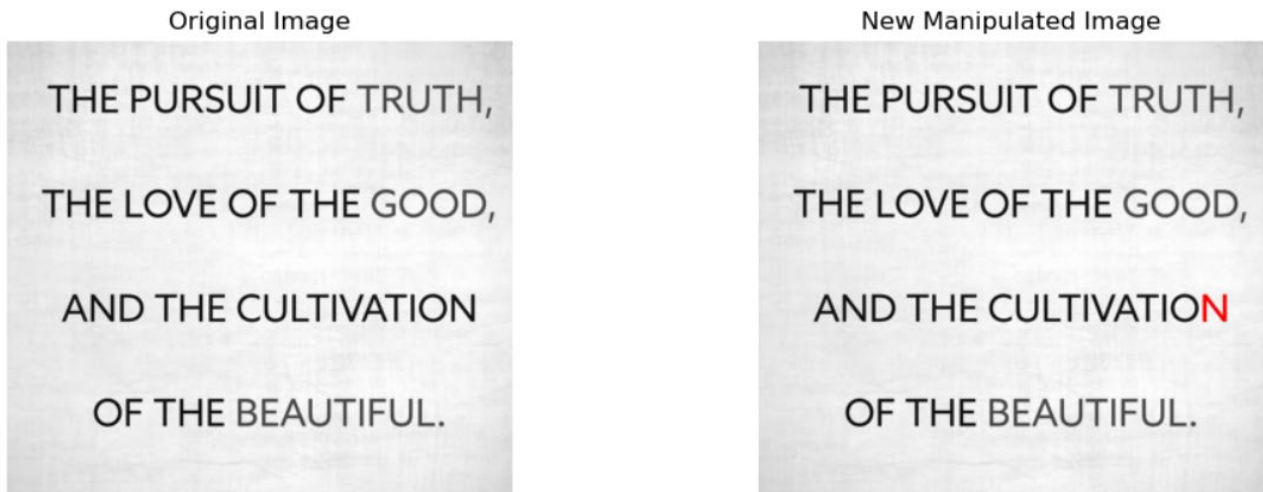 Original Image
THE PURSUIT OF TRUTH,
THE LOVE OF THE GOOD,
AND THE CULTIVATION
OF THE BEAUTIFUL.
New Manipulated Image
THE PURSUIT OF TRUTH,
THE LOVE OF THE GOOD,
AND THE CULTIVATION
OF THE BEAUTIFUL.